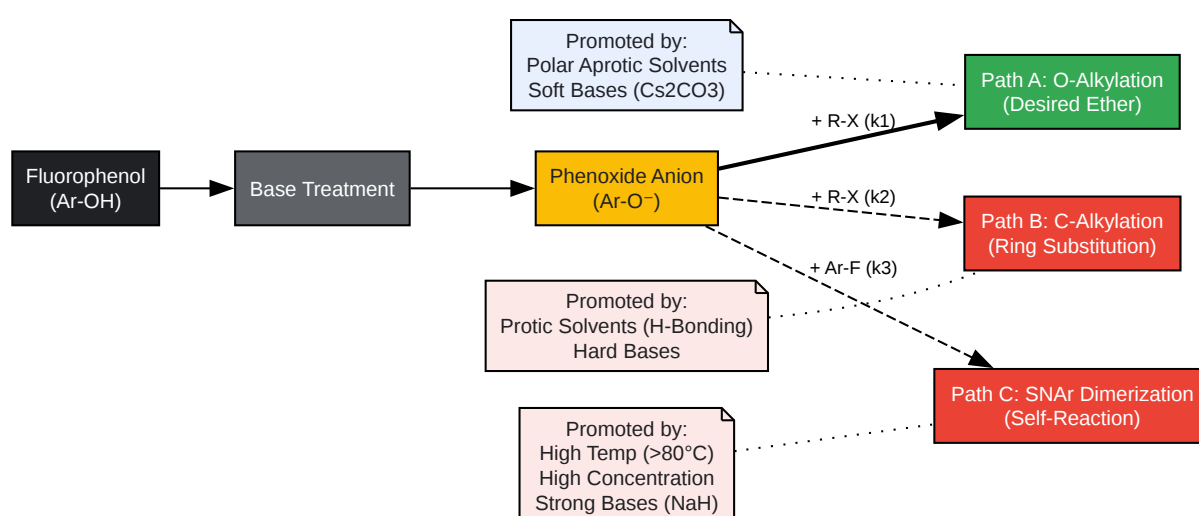 Promoted by:
Polar Aprotic Solvents
Soft Bases (Cs2CO3)
Path A: O-Alkylation
(Desired Ether)
+ R-X (k1)
Fluorophenol
(Ar-OH)
Base Treatment
Phenoxide Anion
(Ar-O⁻)
+ R-X (k2)
Path B: C-Alkylation
(Ring Substitution)
+ Ar-F (k3)
Promoted by:
Protic Solvents (H-Bonding)
Hard Bases
Path C: SNAr Dimerization
(Self-Reaction)
Promoted by:
High Temp (>80°C)
High Concentration
Strong Bases (NaH)